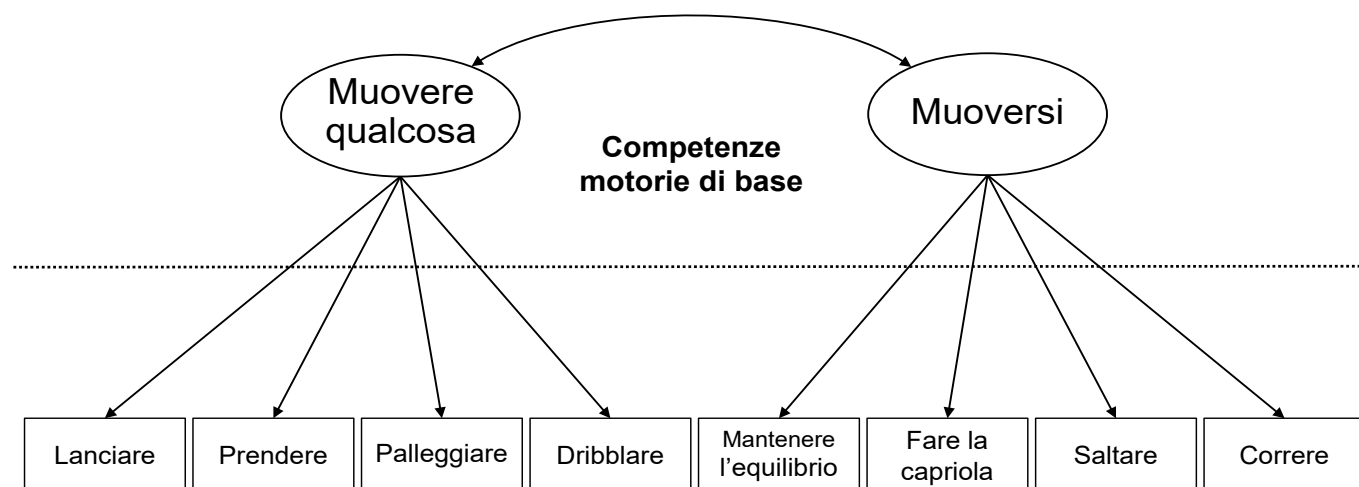 Muovere
qualcosa
Muoversi
Competenze
motorie di base
Lanciare
Prendere
Palleggiare
Dribblare
Mantenere
l’equilibrio
Fare la
capriola
Saltare
Correre